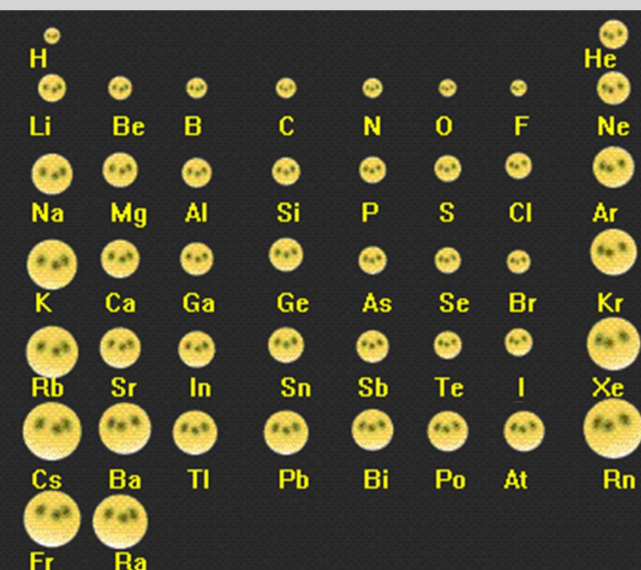 H He
Li Be B C N O F Ne
Na Mg Al Si P S Cl Ar
K Ca Ga Ge As Se Br Kr
Rb Sr In Sn Sb Te I Xe
Cs Ba Tl Pb Bi Po At Rn
Fr Ra